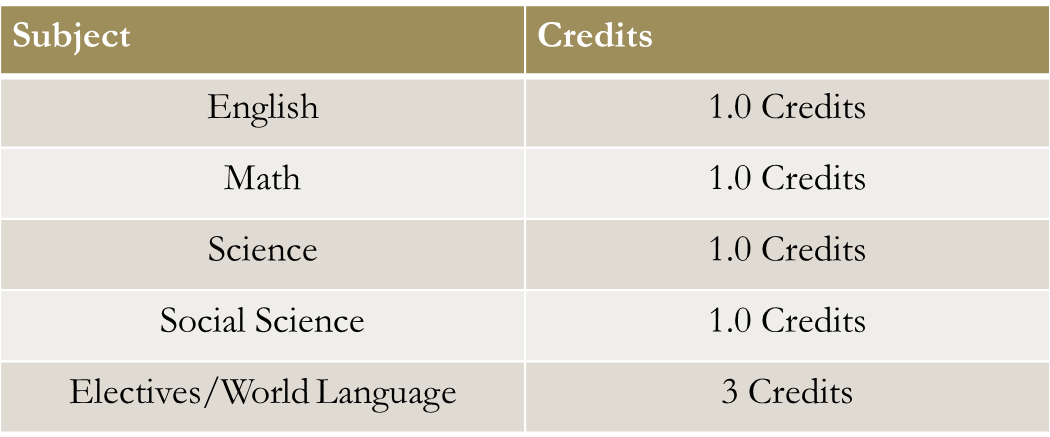 Subject Credits
English 1.0 Credits
Math 1.0 Credits
Science 1.0 Credits
Social Science 1.0 Credits
Electives/World Language 3 Credits